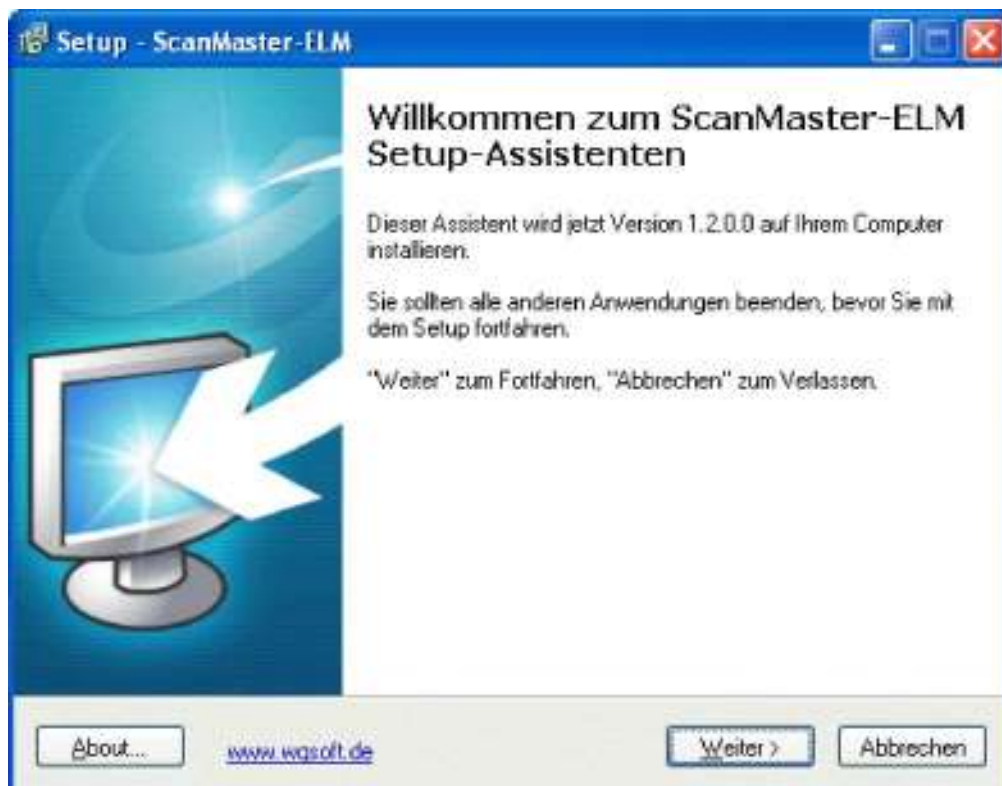 Setup - ScanMaster-ELM
Willkommen zum ScanMaster-ELM
Setup-Assistenten
Dieser Assistent wird jetzt Version 1.2.0.0 auf Ihrem Computer
installieren.
Sie sollten alle anderen Anwendungen beenden, bevor Sie mit
dem Setup fortfahren.
"Weiter" zum Fortfahren, "Abbrechen" zum Verlassen.
About...
www.wgsoft.de
Weiter >
Abbrechen